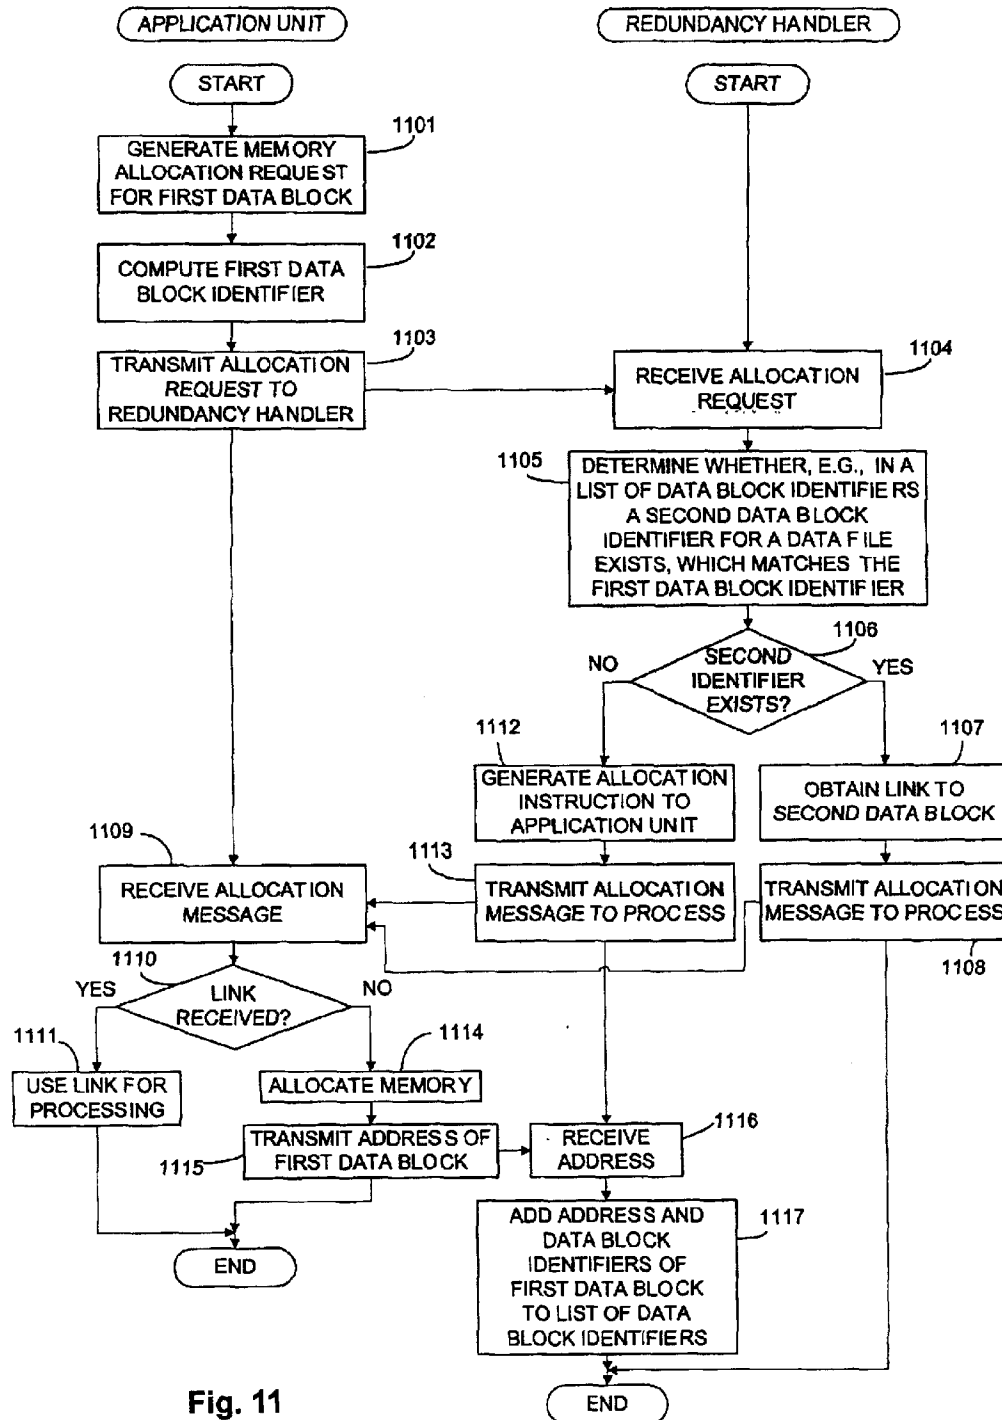 APPLICATION UNIT
REDUNDANCY HANDLER
START
START
1101
GENERATE MEMORY
ALLOCATION REQUEST
FOR FIRST DATA BLOCK
1102
COMPUTE FIRST DATA
BLOCK IDENTIFIER
1103
TRANSMIT ALLOCATION
REQUEST TO
REDUNDANCY HANDLER
1104
RECEIVE ALLOCATION
REQUEST
1105
DETERMINE WHETHER, E.G., IN A
LIST OF DATA BLOCK IDENTIFIERS
A SECOND DATA BLOCK
IDENTIFIER FOR A DATA FILE
EXISTS, WHICH MATCHES THE
FIRST DATA BLOCK IDENTIFIER
1106
NO
SECOND
IDENTIFIER
EXISTS?
YES
1112
GENERATE ALLOCATION
INSTRUCTION TO
APPLICATION UNIT
1107
OBTAIN LINK TO
SECOND DATA BLOCK
1109
RECEIVE ALLOCATION
MESSAGE
1113
TRANSMIT ALLOCATION
MESSAGE TO PROCESS
TRANSMIT ALLOCATION
MESSAGE TO PROCESS
1108
1110
YES
LINK
RECEIVED?
NO
1111
USE LINK FOR
PROCESSING
1114
ALLOCATE MEMORY
1115
TRANSMIT ADDRESS OF
FIRST DATA BLOCK
1116
RECEIVE
ADDRESS
1117
ADD ADDRESS AND
DATA BLOCK
IDENTIFIERS OF
FIRST DATA BLOCK
TO LIST OF DATA
BLOCK IDENTIFIERS
END
END
Fig. 11